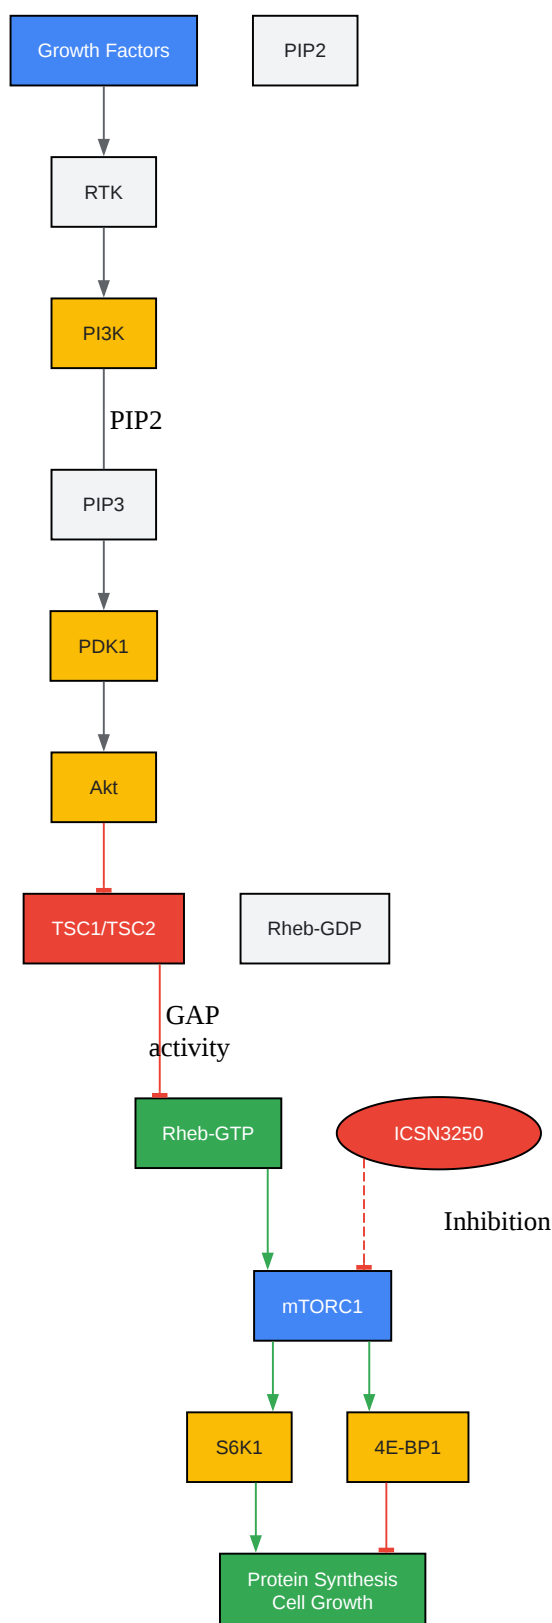 Growth Factors
PIP2
RTK
PI3K
PIP2
PIP3
PDK1
Akt
TSC1/TSC2
Rheb-GDP
GAP
activity
Rheb-GTP
ICSN3250
Inhibition
mTORC1
S6K1
4E-BP1
Protein Synthesis
Cell Growth